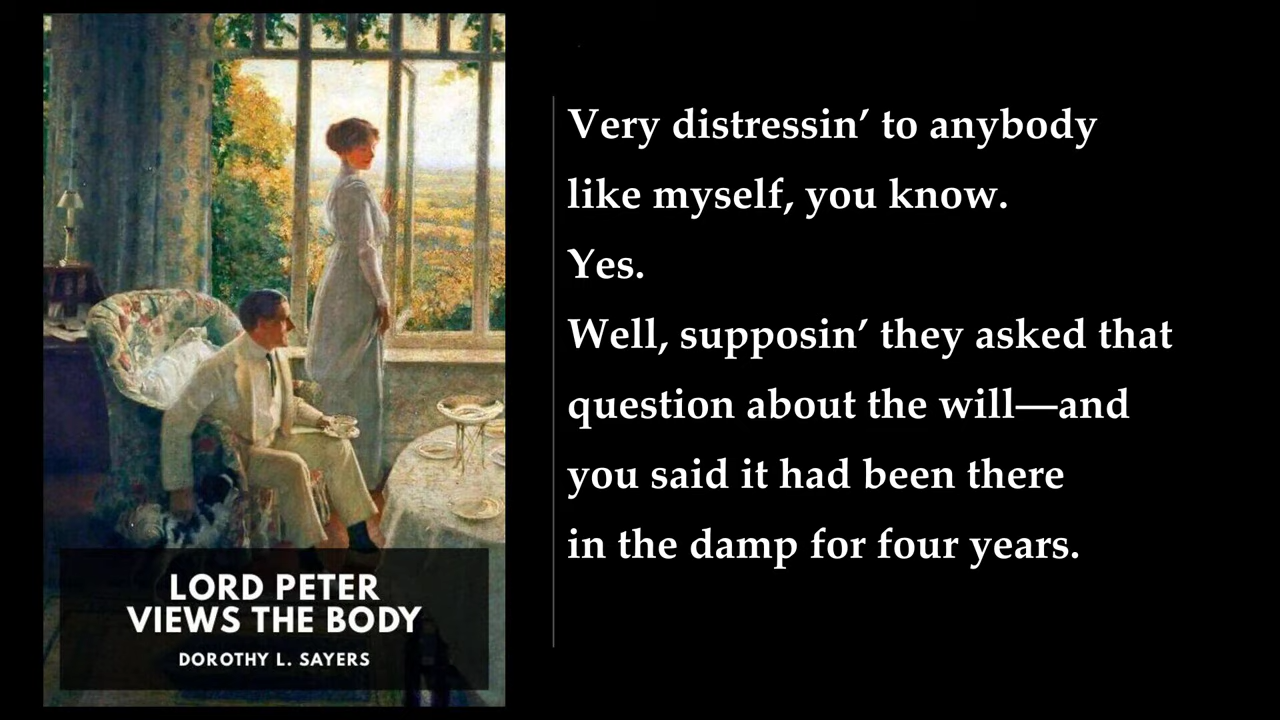 LORD PETER
VIEWS THE BODY
DOROTHY L. SAYERS
Very distressin’ to anybody
like myself, you know.
Yes.
Well, supposin’ they asked that
question about the will—and
you said it had been there
in the damp for four years.